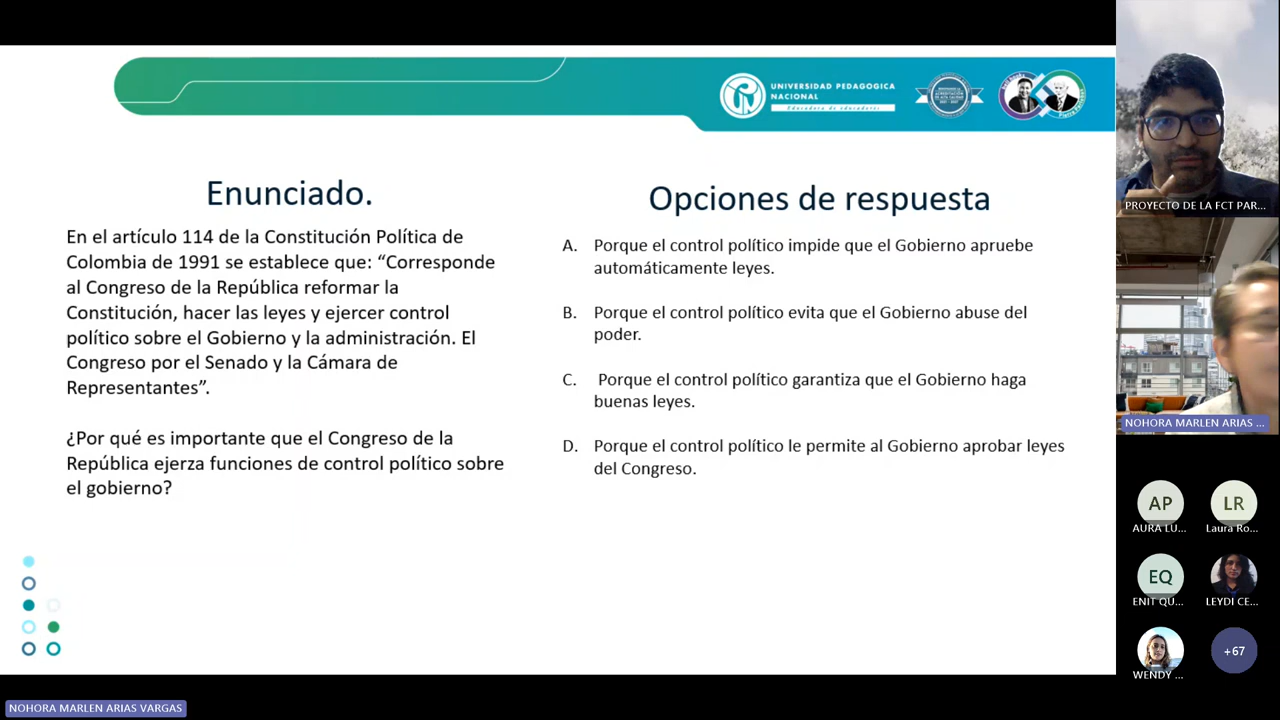 UNIVERSIDAD PEDAGOGICA
NACIONAL
Educadora de educadores
Enunciado.
En el artículo 114 de la Constitución Política de
Colombia de 1991 se establece que: “Corresponde
al Congreso de la República reformar la
Constitución, hacer las leyes y ejercer control
político sobre el Gobierno y la administración. El
Congreso por el Senado y la Cámara de
Representantes”.
¿Por qué es importante que el Congreso de la
República ejerza funciones de control político sobre
el gobierno?
Opciones de respuesta
A. Porque el control político impide que el Gobierno apruebe
automáticamente leyes.
B. Porque el control político evita que el Gobierno abuse del
poder.
C. Porque el control político garantiza que el Gobierno haga
buenas leyes.
D. Porque el control político le permite al Gobierno aprobar leyes
del Congreso.
PROYECTO DE LA FCT PAR...
NOHORA MARLEN ARIAS ...
AP
LR
AURA LU...
Laura Ro...
EQ
ENIT QU...
LEYDI CE...
WENDY ...
+67
NOHORA MARLEN ARIAS VARGAS